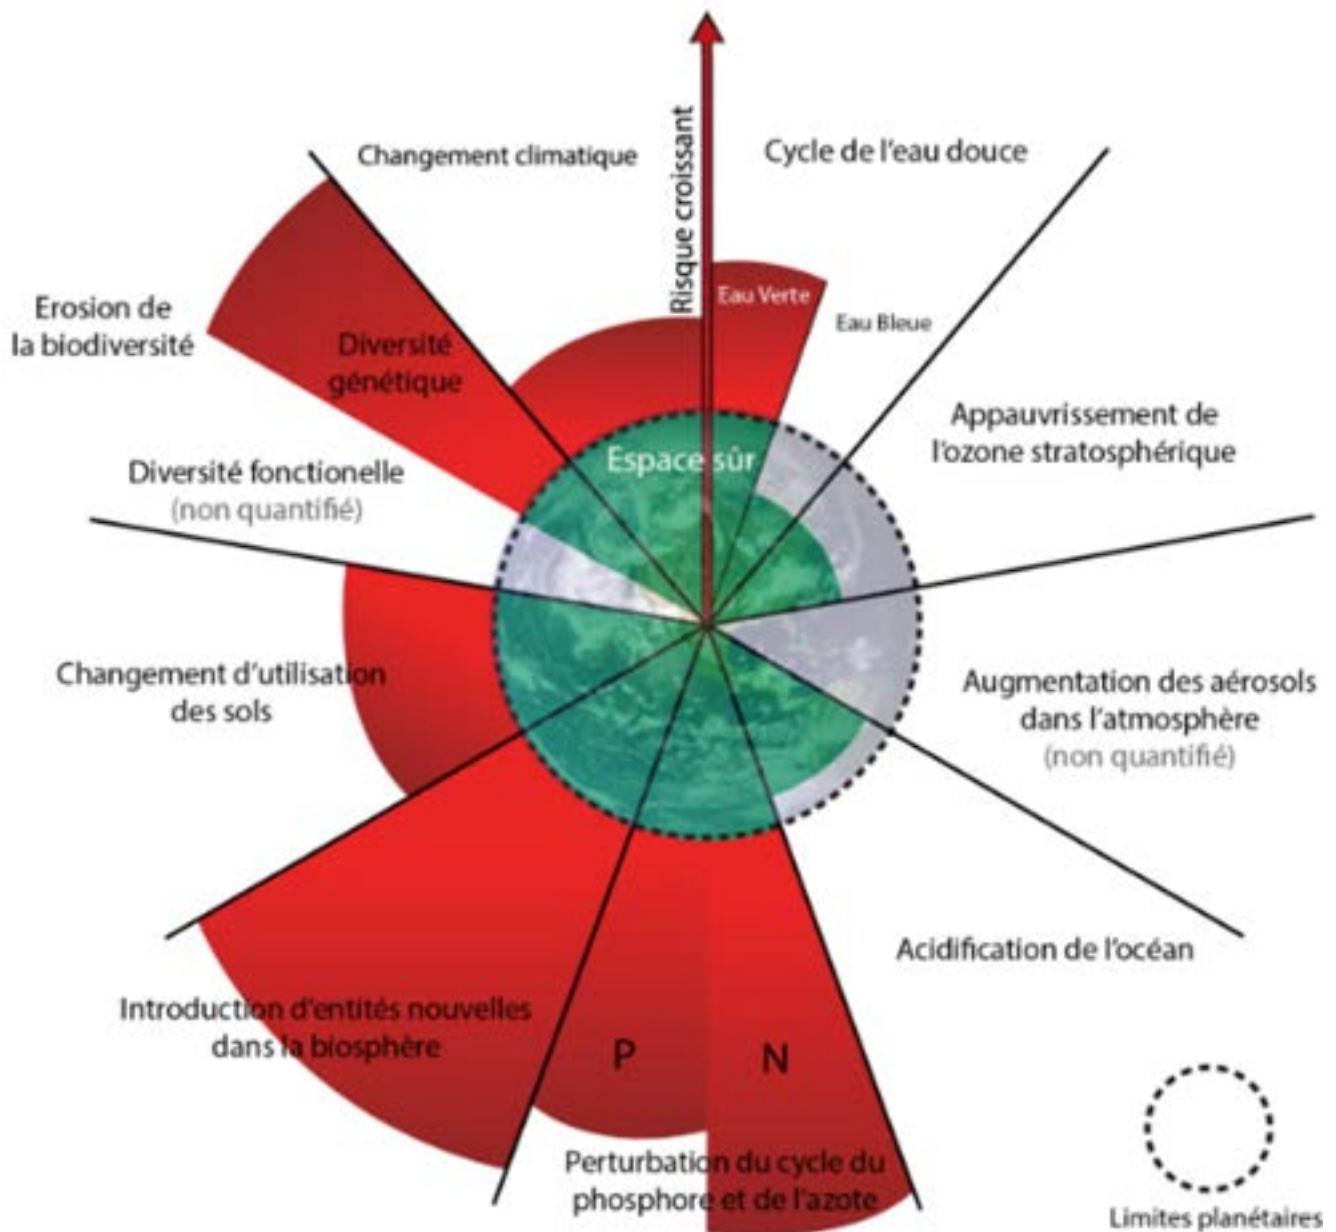 Changement climatique
Risque croissant
Cycle de l'eau douce
Eau Verte
Eau Bleue
Erosion de
la biodiversité
Diversité
génétique
Appauvrissement de
l'ozone stratosphérique
Espace sûr
Diversité fonctionelle
(non quantifié)
Changement d'utilisation
des sols
Augmentation des aérosols
dans l'atmosphère
(non quantifié)
Acidification de l'océan
Introduction d'entités nouvelles
dans la biosphère
P
N
Perturbation du cycle du
phosphore et de l'azote
Limites planétaires